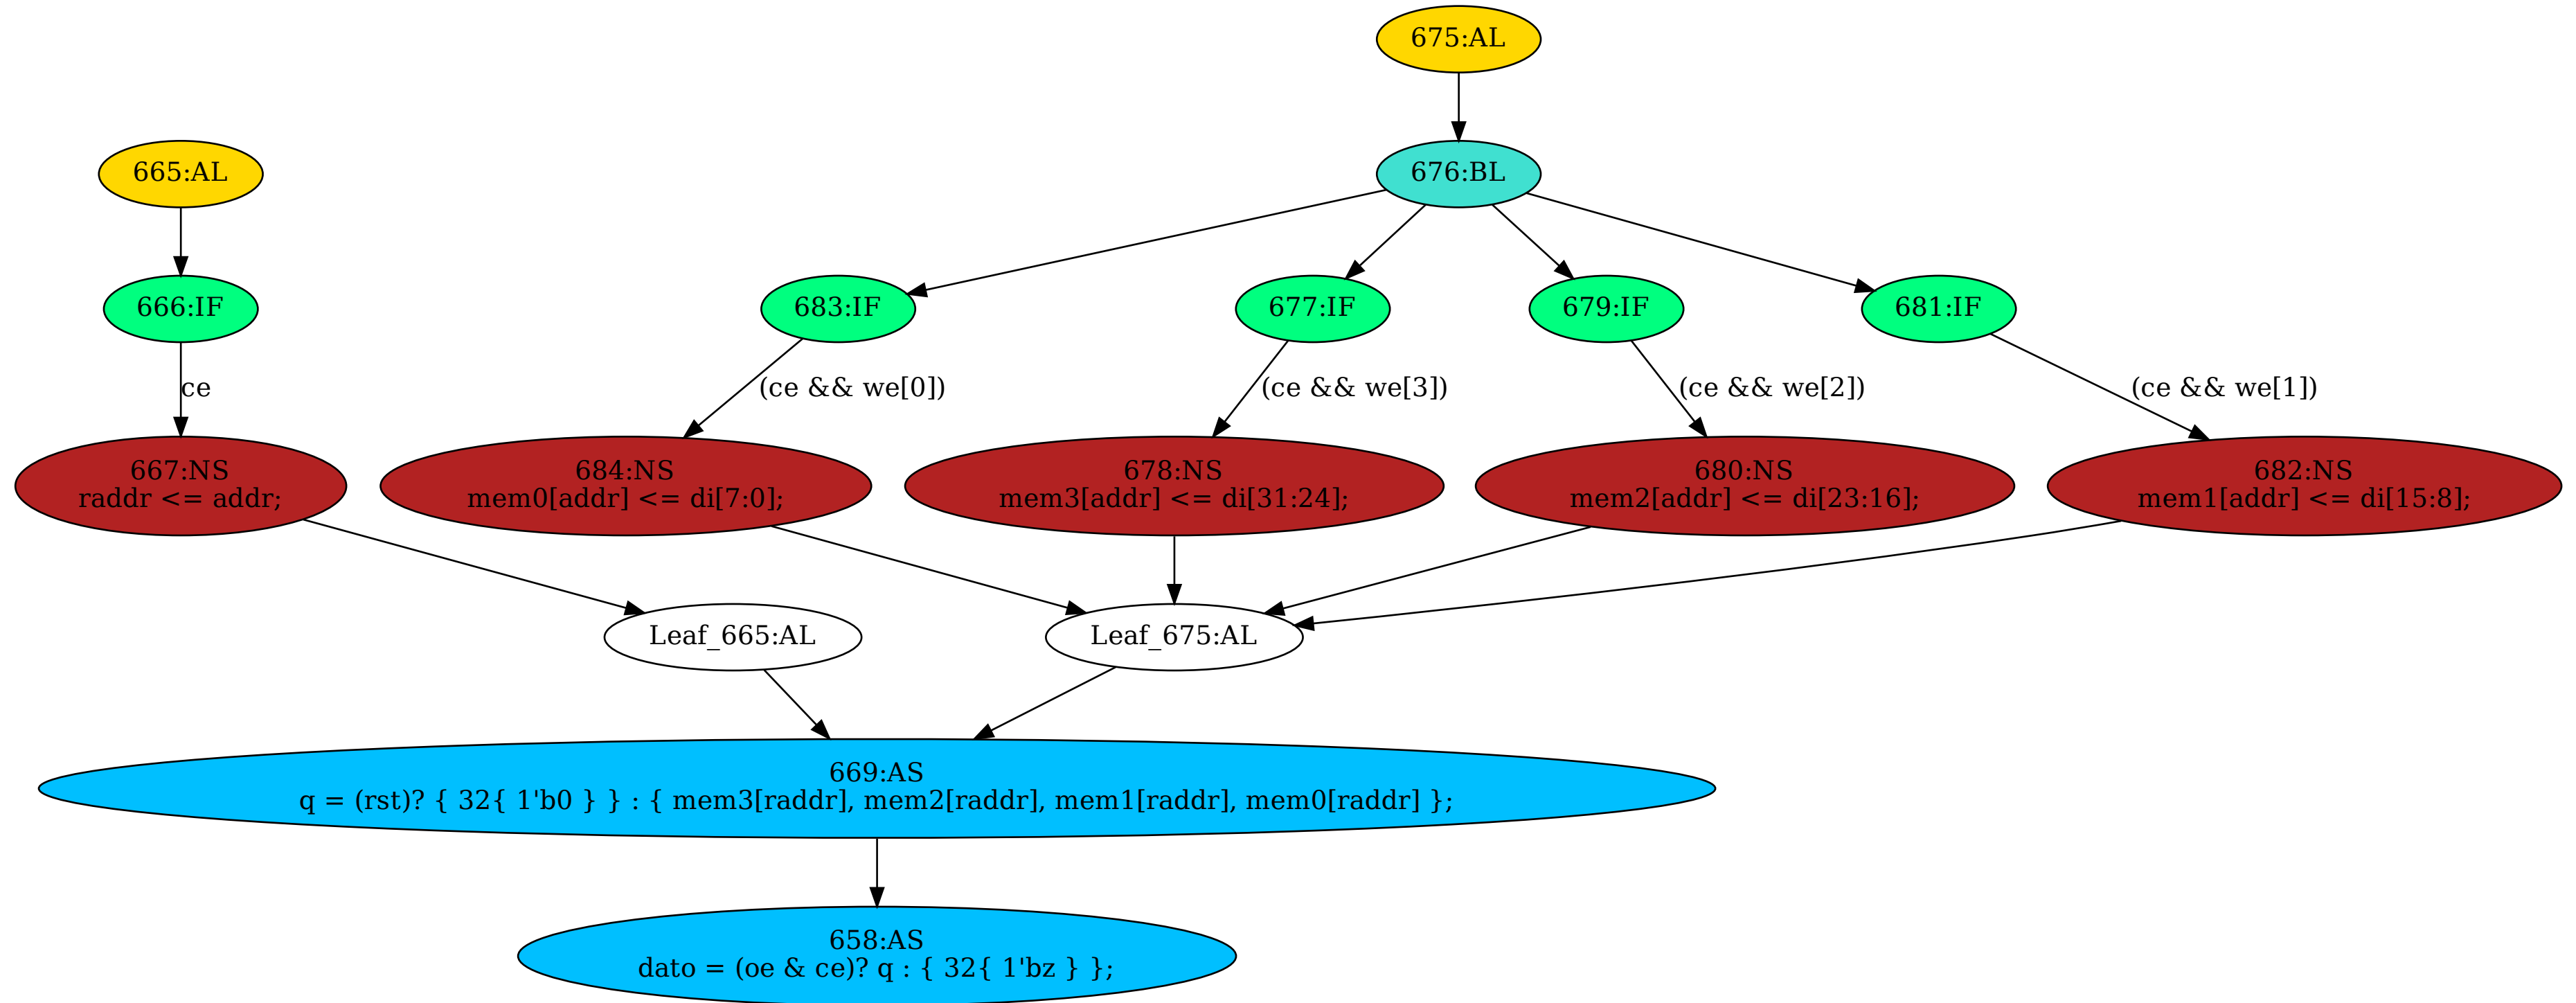 675:AL
665:AL
676:BL
666:IF
683:IF
677:IF
679:IF
681:IF
ce
(ce && we[0])
(ce && we[3])
(ce && we[2])
(ce && we[1])
667:NS
raddr <= addr;
684:NS
mem0[addr] <= di[7:0];
678:NS
mem3[addr] <= di[31:24];
680:NS
mem2[addr] <= di[23:16];
682:NS
mem1[addr] <= di[15:8];
Leaf_665:AL
Leaf_675:AL
669:AS
q = (rst)? { 32{ 1'b0 } } : { mem3[raddr], mem2[raddr], mem1[raddr], mem0[raddr] };
658:AS
dato = (oe & ce)? q : { 32{ 1'bz } };